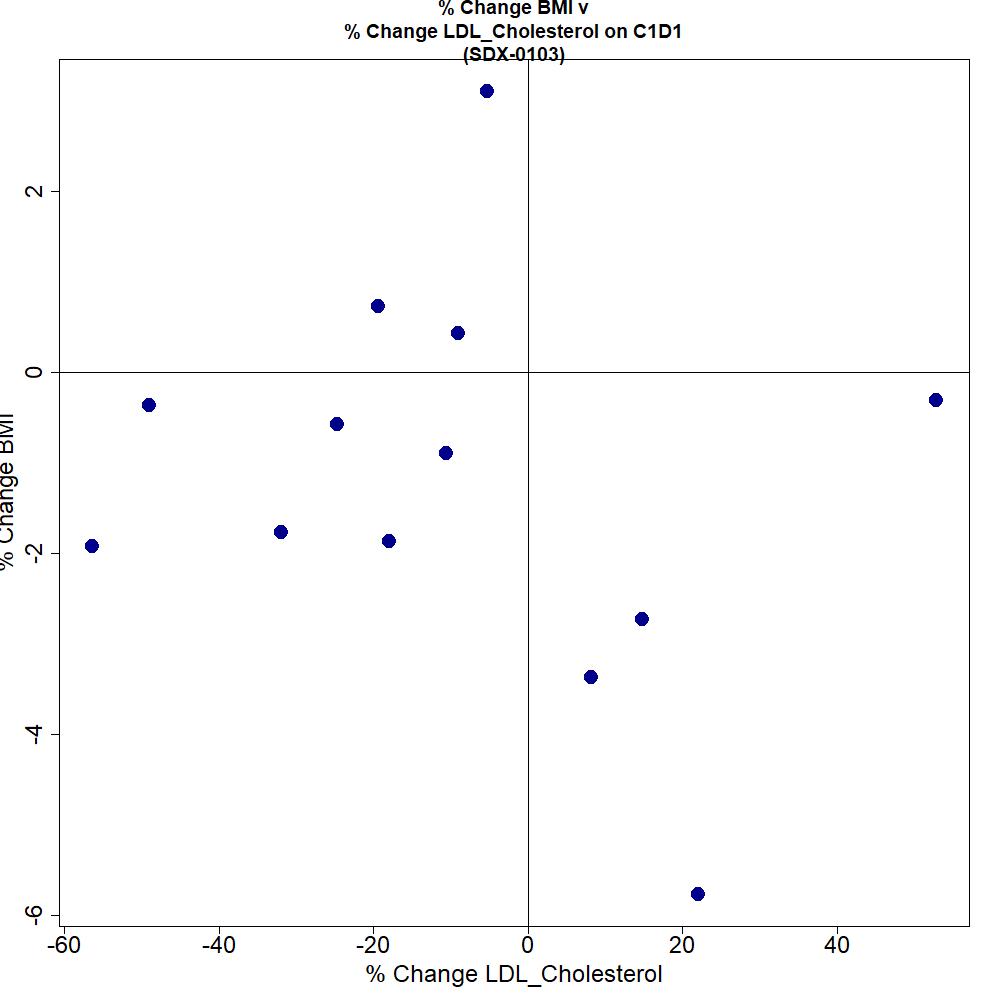 % Change BMI v
% Change LDL_Cholesterol on C1D1
(SDX-0103)
2
0
-2
-4
-6
% Change BMI
-60 -40 -20 0 20 40
% Change LDL_Cholesterol